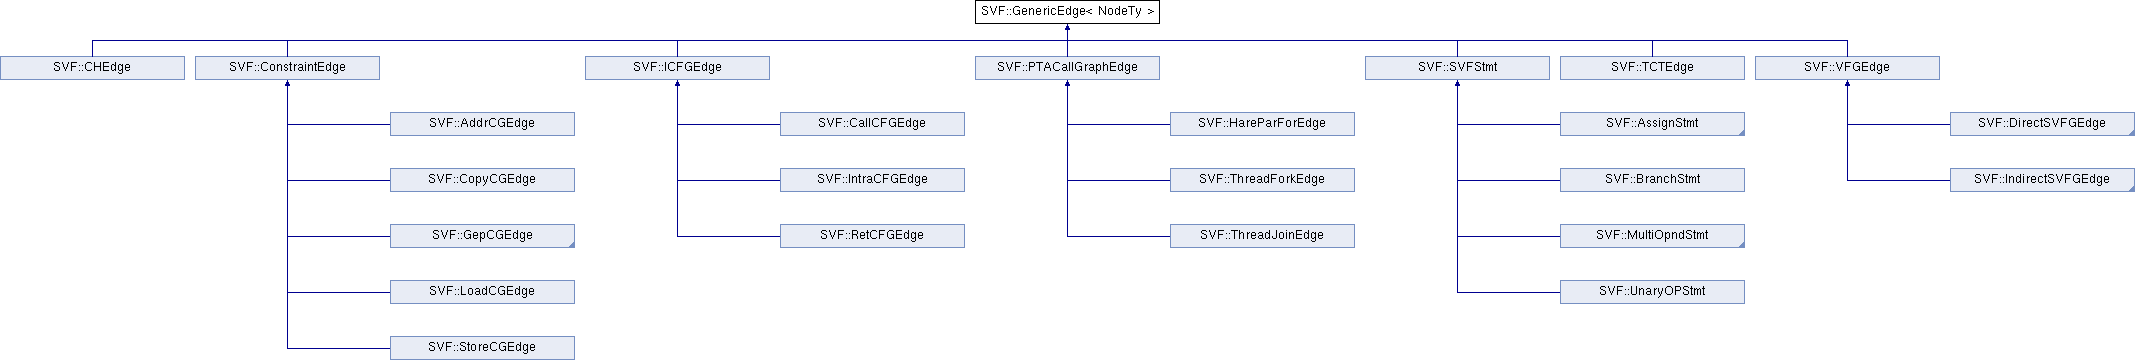 SVF::GenericEdge< NodeTy >
SVF::CHEdge
SVF::ConstraintEdge
SVF::ICFGEdge
SVF::PTACallGraphEdge
SVF::SVFStmt
SVF::TCTEdge
SVF::VFGEdge
SVF::AddrCGEdge
SVF::CallCFGEdge
SVF::HareParForEdge
SVF::AssignStmt
SVF::DirectSVFGEdge
SVF::CopyCGEdge
SVF::IntraCFGEdge
SVF::ThreadForkEdge
SVF::BranchStmt
SVF::IndirectSVFGEdge
SVF::GepCGEdge
SVF::RetCFGEdge
SVF::ThreadJoinEdge
SVF::MultiOpndStmt
SVF::LoadCGEdge
SVF::UnaryOPStmt
SVF::StoreCGEdge